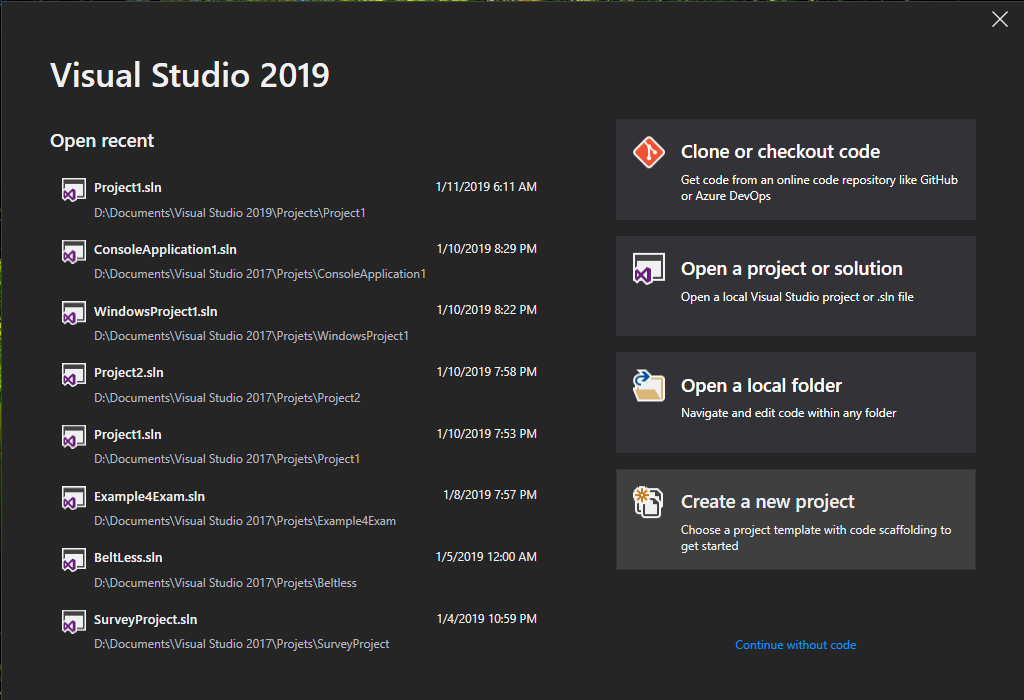 Visual Studio 2019
Open recent
Project1.sln 1/11/2019 6:11 AM
D:\Documents\Visual Studio 2019\Projects\Project1
ConsoleApplication1.sln 1/10/2019 8:29 PM
D:\Documents\Visual Studio 2017\Projets\ConsoleApplication1
WindowsProject1.sln 1/10/2019 8:22 PM
D:\Documents\Visual Studio 2017\Projets\WindowsProject1
Project2.sln 1/10/2019 7:58 PM
D:\Documents\Visual Studio 2017\Projets\Project2
Project1.sln 1/10/2019 7:53 PM
D:\Documents\Visual Studio 2017\Projets\Project1
Example4Exam.sln 1/8/2019 7:57 PM
D:\Documents\Visual Studio 2017\Projets\Example4Exam
BeltLess.sln 1/5/2019 12:00 AM
D:\Documents\Visual Studio 2017\Projets\Beltless
SurveyProject.sln 1/4/2019 10:59 PM
D:\Documents\Visual Studio 2017\Projets\SurveyProject
Clone or checkout code
Get code from an online code repository like GitHub
or Azure DevOps
Open a project or solution
Open a local Visual Studio project or .sln file
Open a local folder
Navigate and edit code within any folder
Create a new project
Choose a project template with code scaffolding to
get started
Continue without code